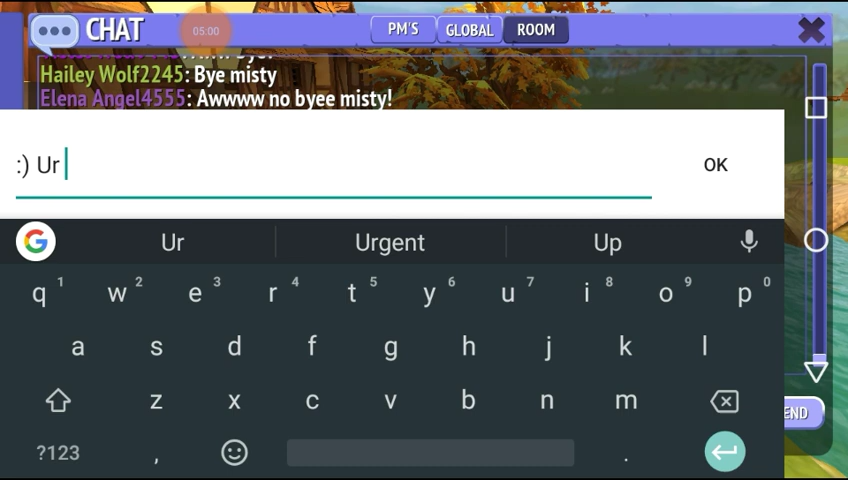 CHAT
05:00
PM'S
GLOBAL
ROOM
Hailey Wolf2245: Bye misty
Elena Angel4555: Awwww no byee misty!
:) Ur
OK
Ur
Urgent
Up
q 1 w 2 e 3 r 4 t 5 y 6 u 7 i 8 o 9 p 0
a s d f g h j k l
z x c v b n m
END
?123 , .